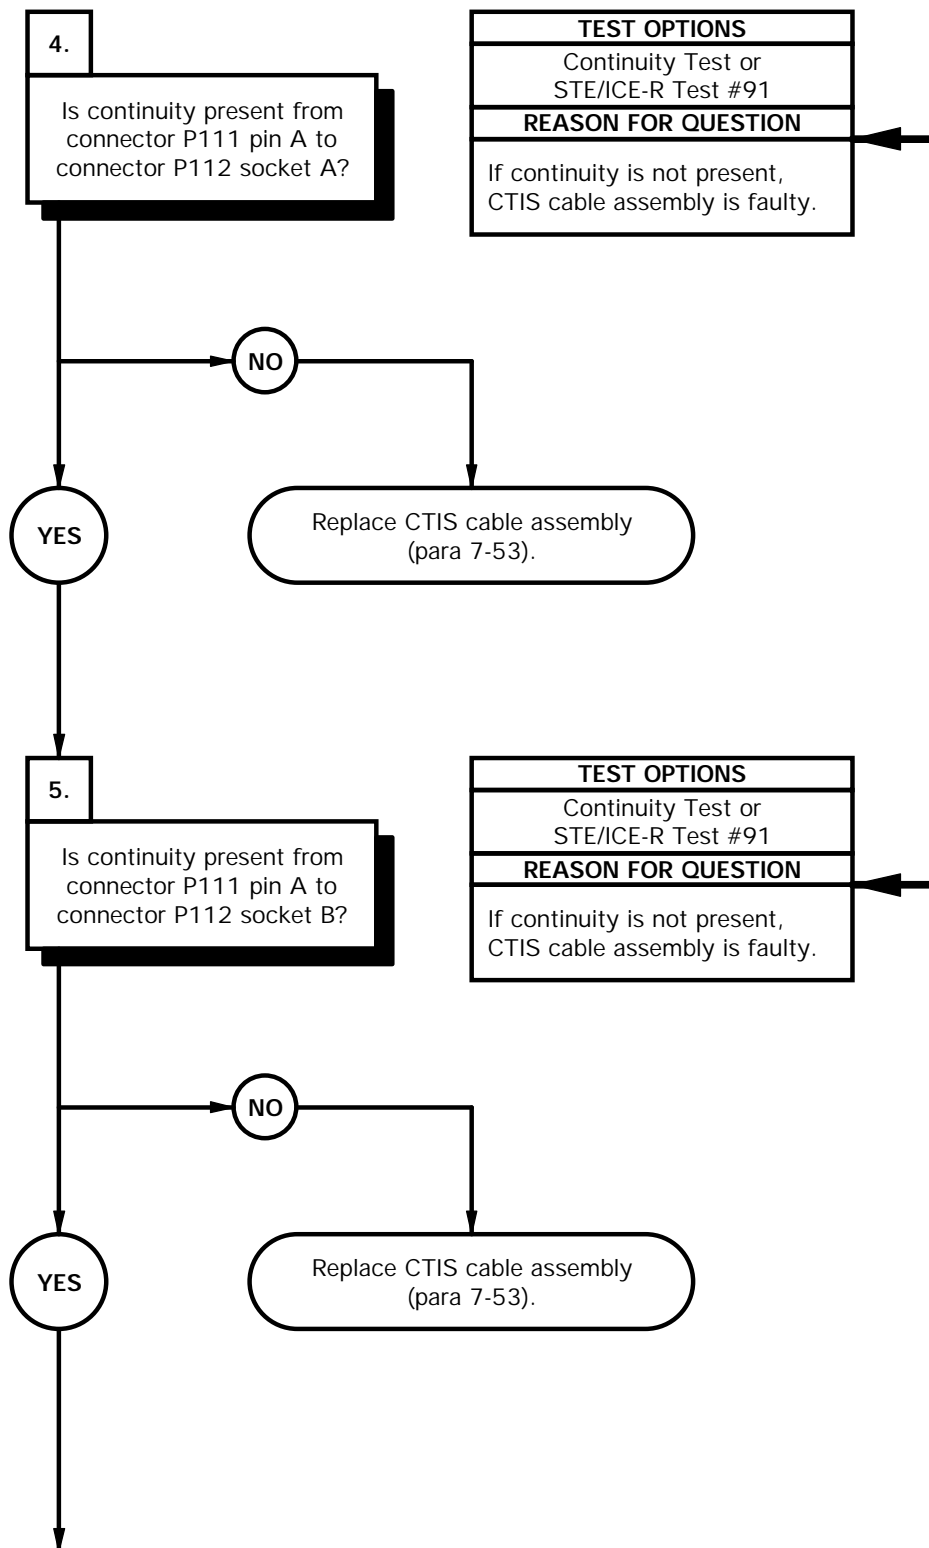 4.
Is continuity present from
connector P111 pin A to
connector P112 socket A?
TEST OPTIONS
Continuity Test or
STE/ICE-R Test #91
REASON FOR QUESTION
If continuity is not present,
CTIS cable assembly is faulty.
NO
YES
Replace CTIS cable assembly
(para 7-53).
5.
Is continuity present from
connector P111 pin A to
connector P112 socket B?
TEST OPTIONS
Continuity Test or
STE/ICE-R Test #91
REASON FOR QUESTION
If continuity is not present,
CTIS cable assembly is faulty.
NO
YES
Replace CTIS cable assembly
(para 7-53).